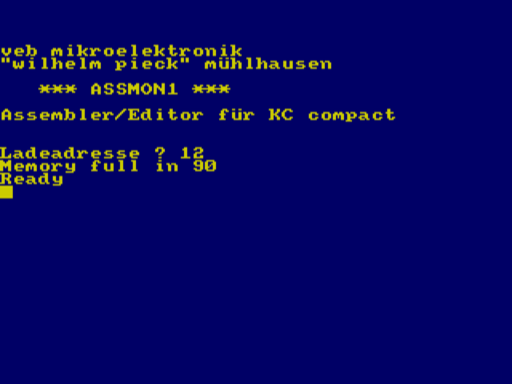 veb mikroelektronik
"wilhelm pieck" mühlhausen
*** ASSMON1 ***
Assembler/Editor für KC compact
Ladeadresse ? 12
Memory full in 90
Ready